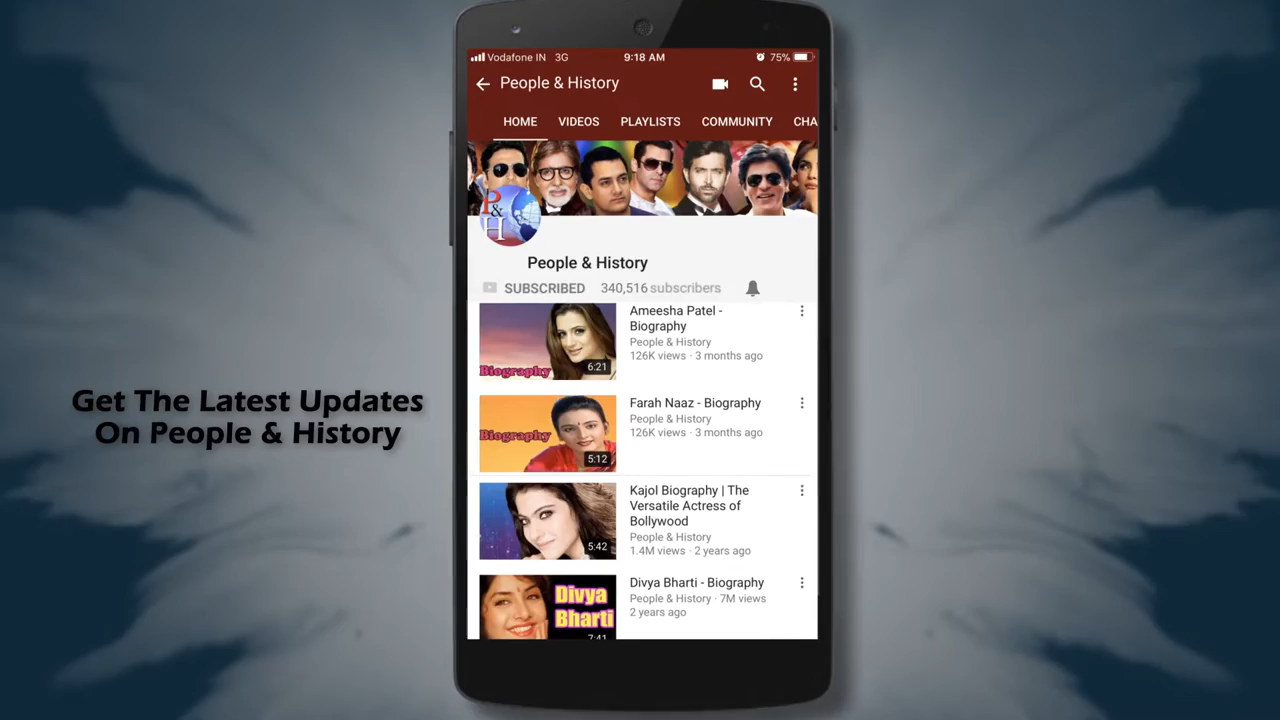 Vodafone IN 3G 9:18 AM 75%
People & History
HOME VIDEOS PLAYLISTS COMMUNITY CHA
P
&
H
People & History
SUBSCRIBED 340,516 subscribers
Ameesha Patel -
Biography
People & History
126K views · 3 months ago
Biography
6:21
Farah Naaz - Biography
People & History
126K views · 3 months ago
Biography
5:12
Kajol Biography | The
Versatile Actress of
Bollywood
People & History
1.4M views · 2 years ago
5:42
Divya Bharti - Biography
People & History · 7M views
2 years ago
Divya
Bharti
7:41
Get The Latest Updates
On People & History